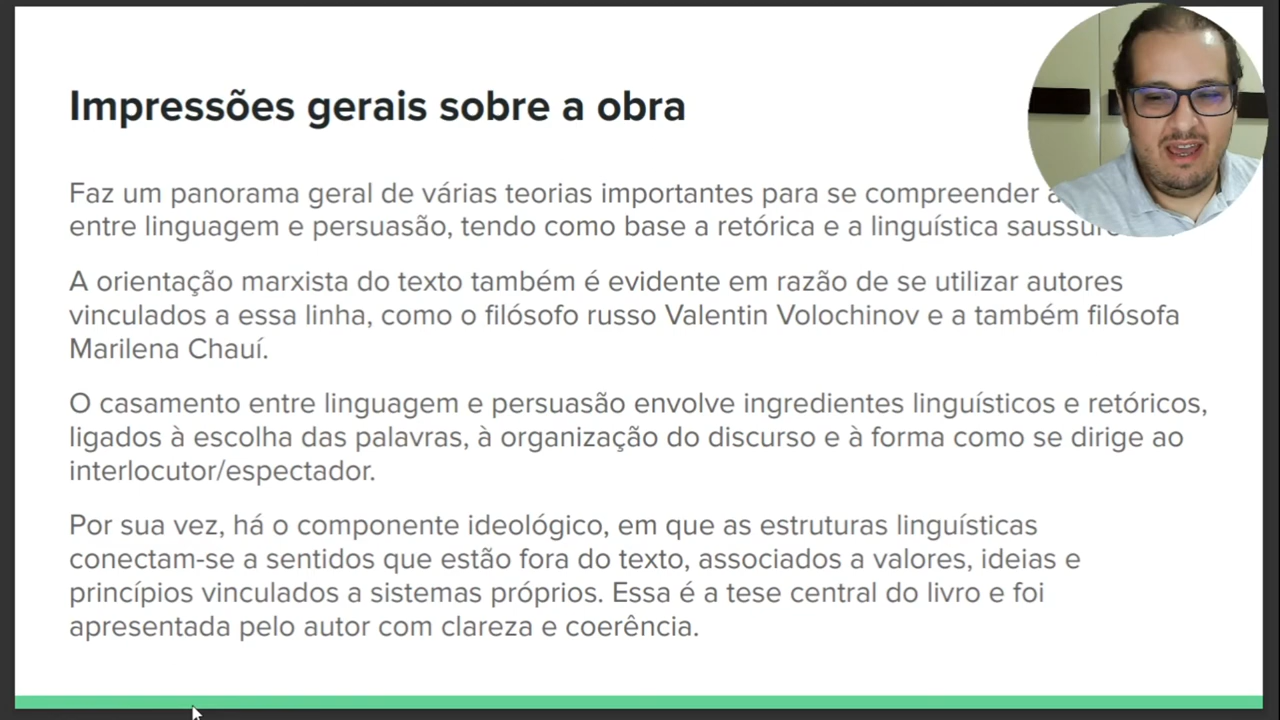 Impressões gerais sobre a obra
Faz um panorama geral de várias teorias importantes para se compreender
entre linguagem e persuasão, tendo como base a retórica e a linguística
A orientação marxista do texto também é evidente em razão de se utilizar autores
vinculados a essa linha, como o filósofo russo Valentin Volochinov e a também filósofa
Marilena Chauí.
O casamento entre linguagem e persuasão envolve ingredientes linguísticos e retóricos,
ligados à escolha das palavras, à organização do discurso e à forma como se dirige ao
interlocutor/espectador.
Por sua vez, há o componente ideológico, em que as estruturas linguísticas
conectam-se a sentidos que estão fora do texto, associados a valores, ideias e
princípios vinculados a sistemas próprios. Essa é a tese central do livro e foi
apresentada pelo autor com clareza e coerência.